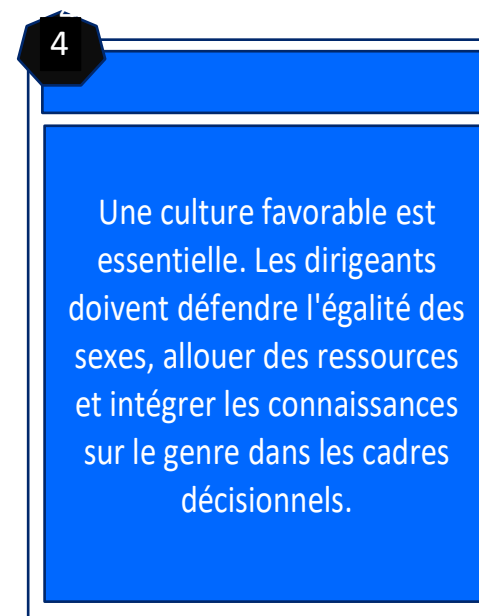 4
Une culture favorable est
essentielle. Les dirigeants
doivent défendre l'égalité des
sexes, allouer des ressources
et intégrer les connaissances
sur le genre dans les cadres
décisionnels.